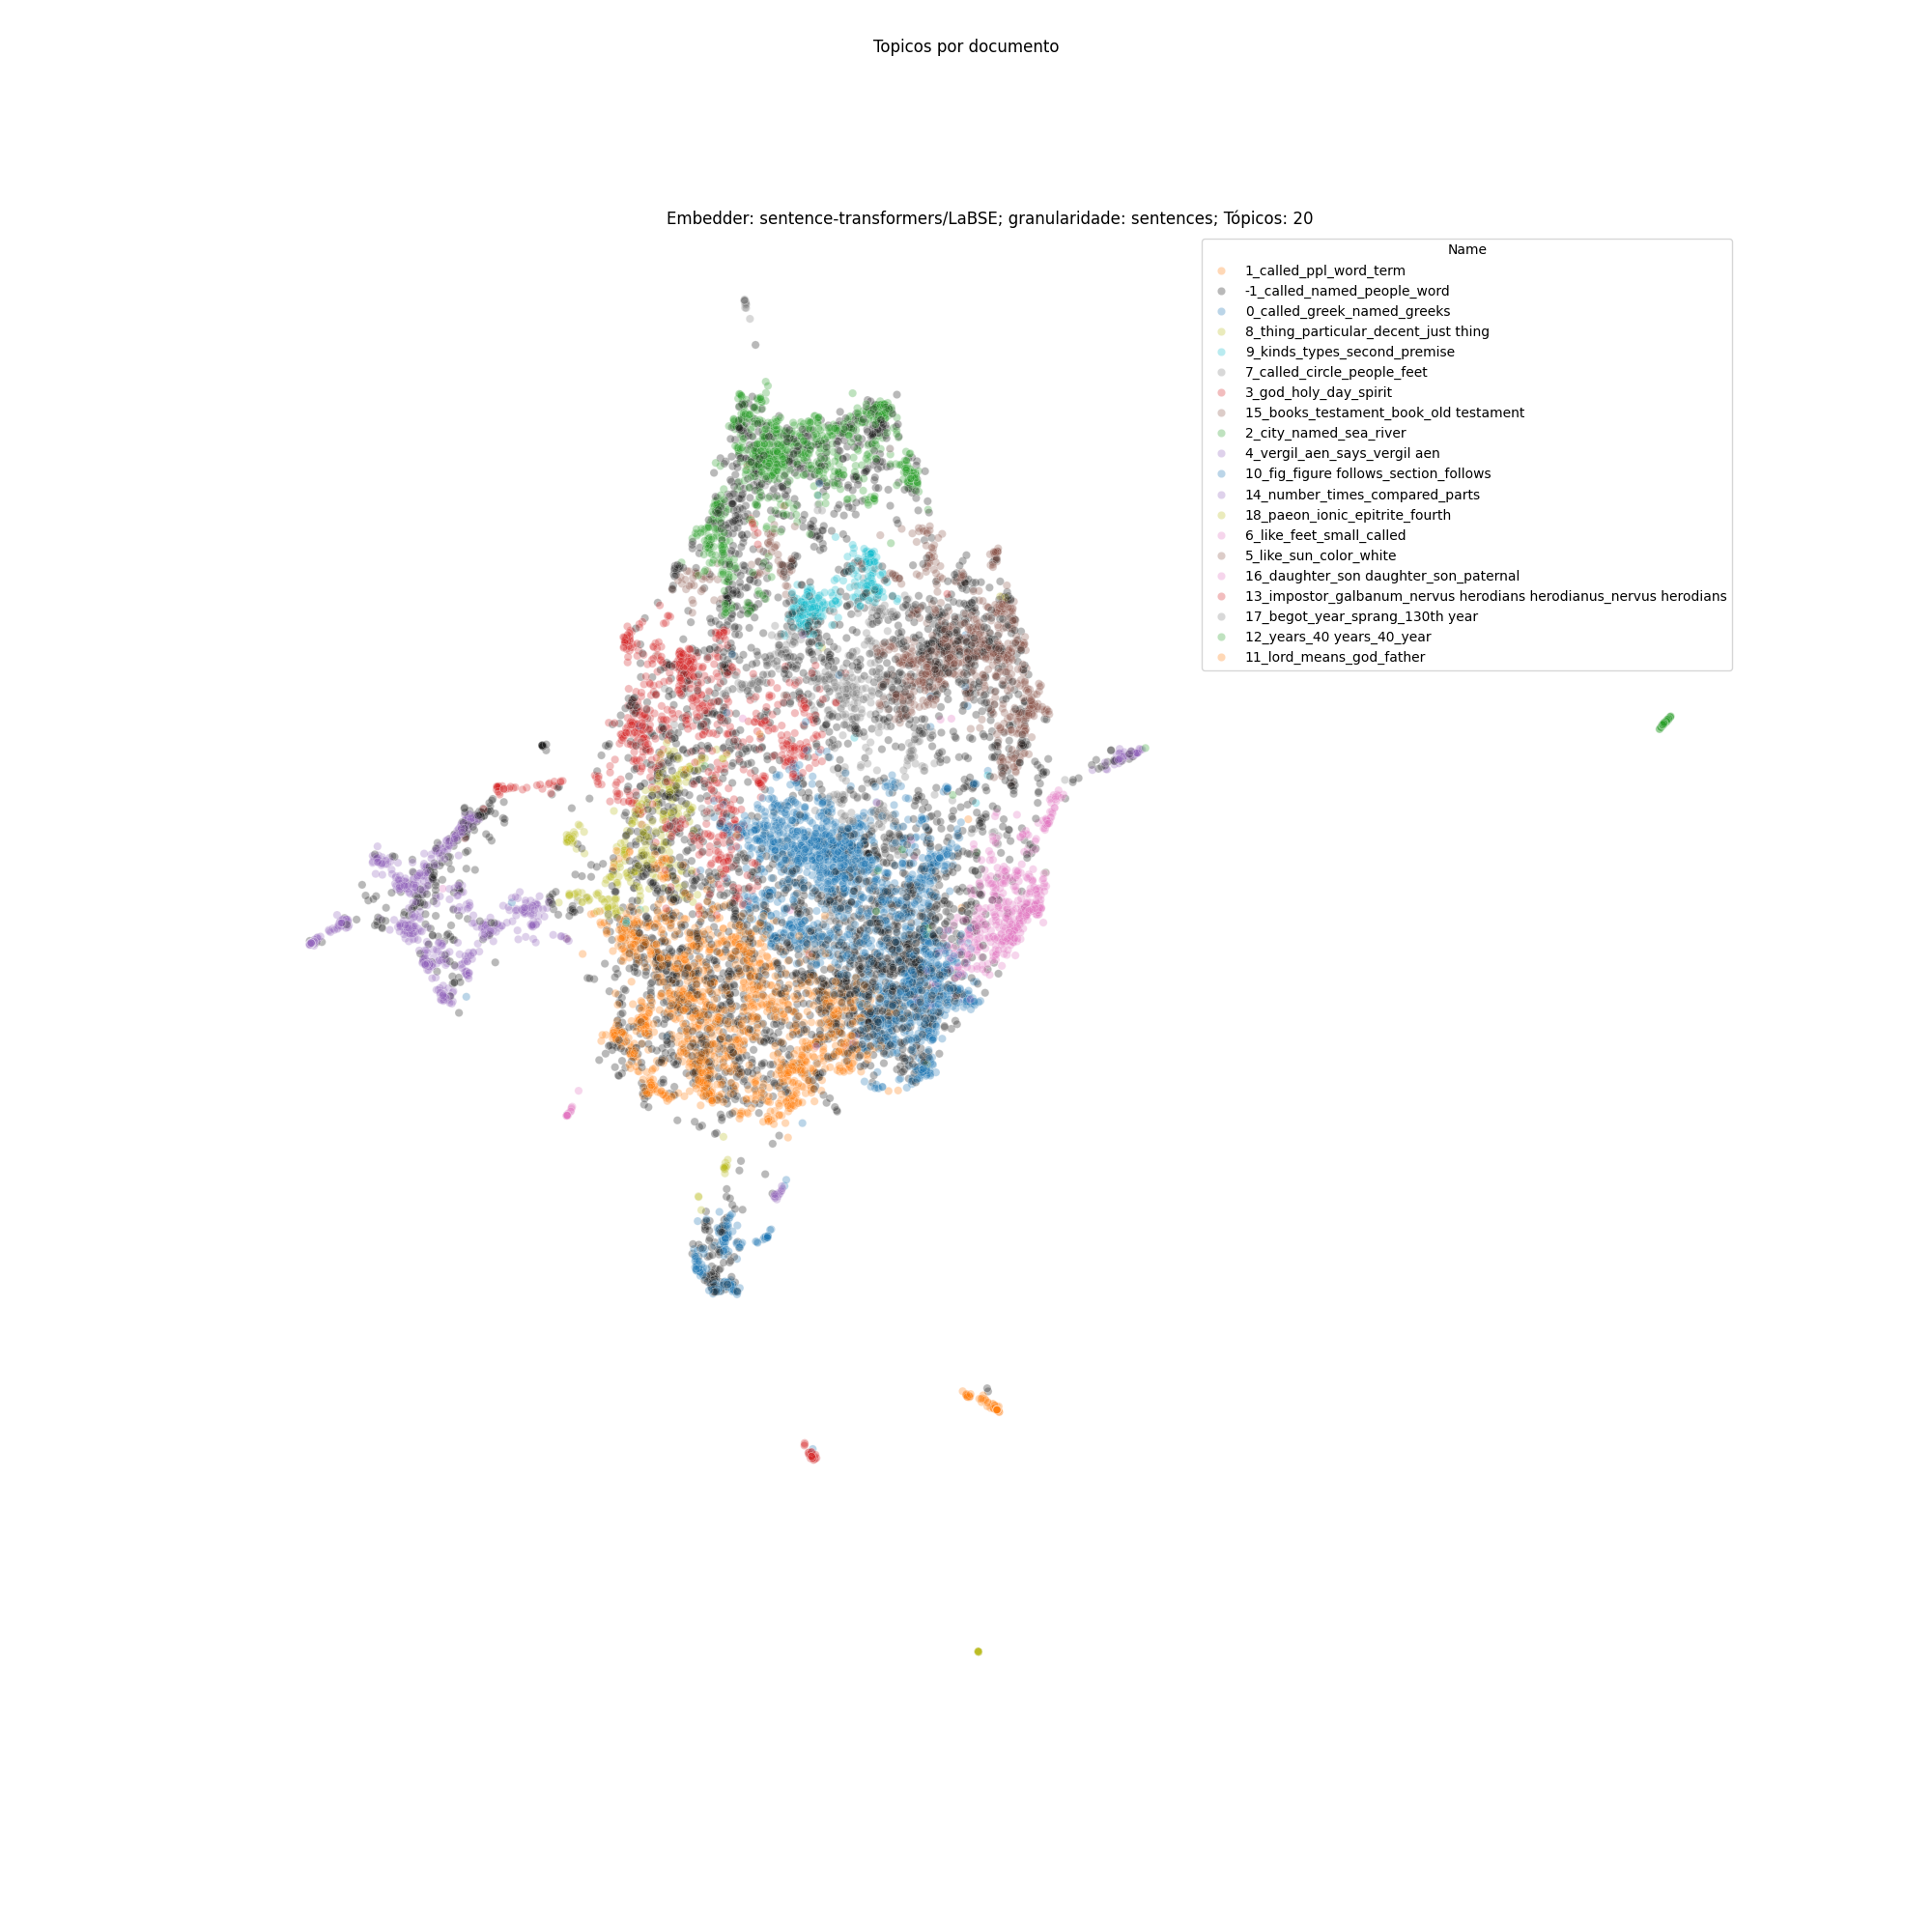 Topicos por documento
Embedder: sentence-transformers/LaBSE; granularidade: sentences; Tópicos: 20
Name
1_called_ppl_word_term
-1_called_named_people_word
0_called_greek_named_greeks
8_thing_particular_decent_just thing
9_kinds_types_second_premise
7_called_circle_people_feet
3_god_holy_day_spirit
15_books_testament_book_old testament
2_city_named_sea_river
4_vergil_aen_says_vergil aen
10_fig_figure follows_section_follows
14_number_times_compared_parts
18_paeon_ionic_epitrite_fourth
6_like_feet_small_called
5_like_sun_color_white
16_daughter_son daughter_son_paternal
13_impostor_galbanum_nervus herodians herodianus_nervus herodians
17_begot_year_sprang_130th year
12_years_40 years_40_year
11_lord_means_god_father